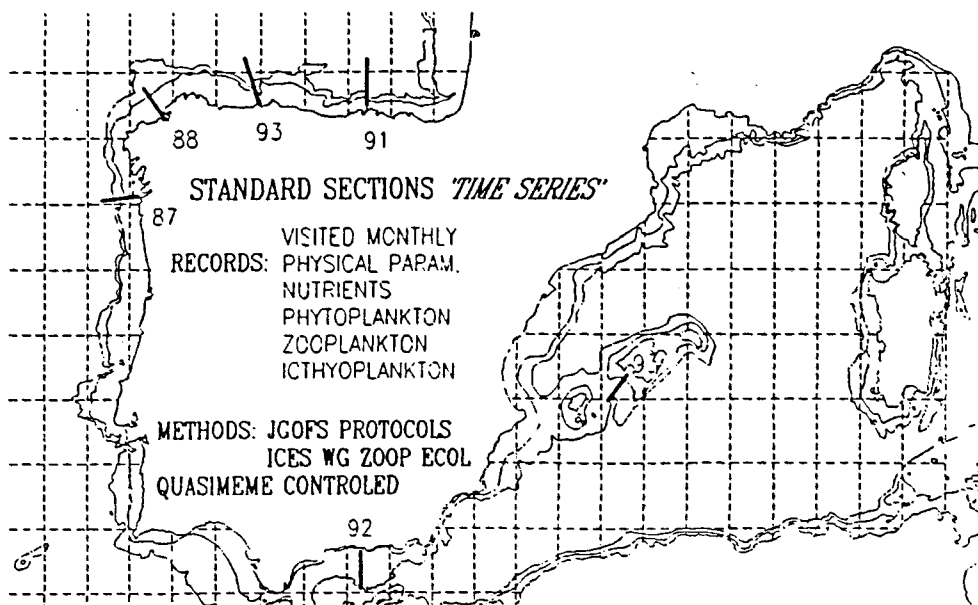 88
93
91
STANDARD SECTIONS 'TIME SERIES'
87
VISITED MONTHLY
RECORDS: PHYSICAL PARAM.
NUTRIENTS
PHYTOPLANKTON
ZOOPLANKTON
ICTHYOPLANKTON
METHODS: JGOFS PROTOCOLS
ICES WG ZOOP ECOL
QUASIMEME CONTROLED
92